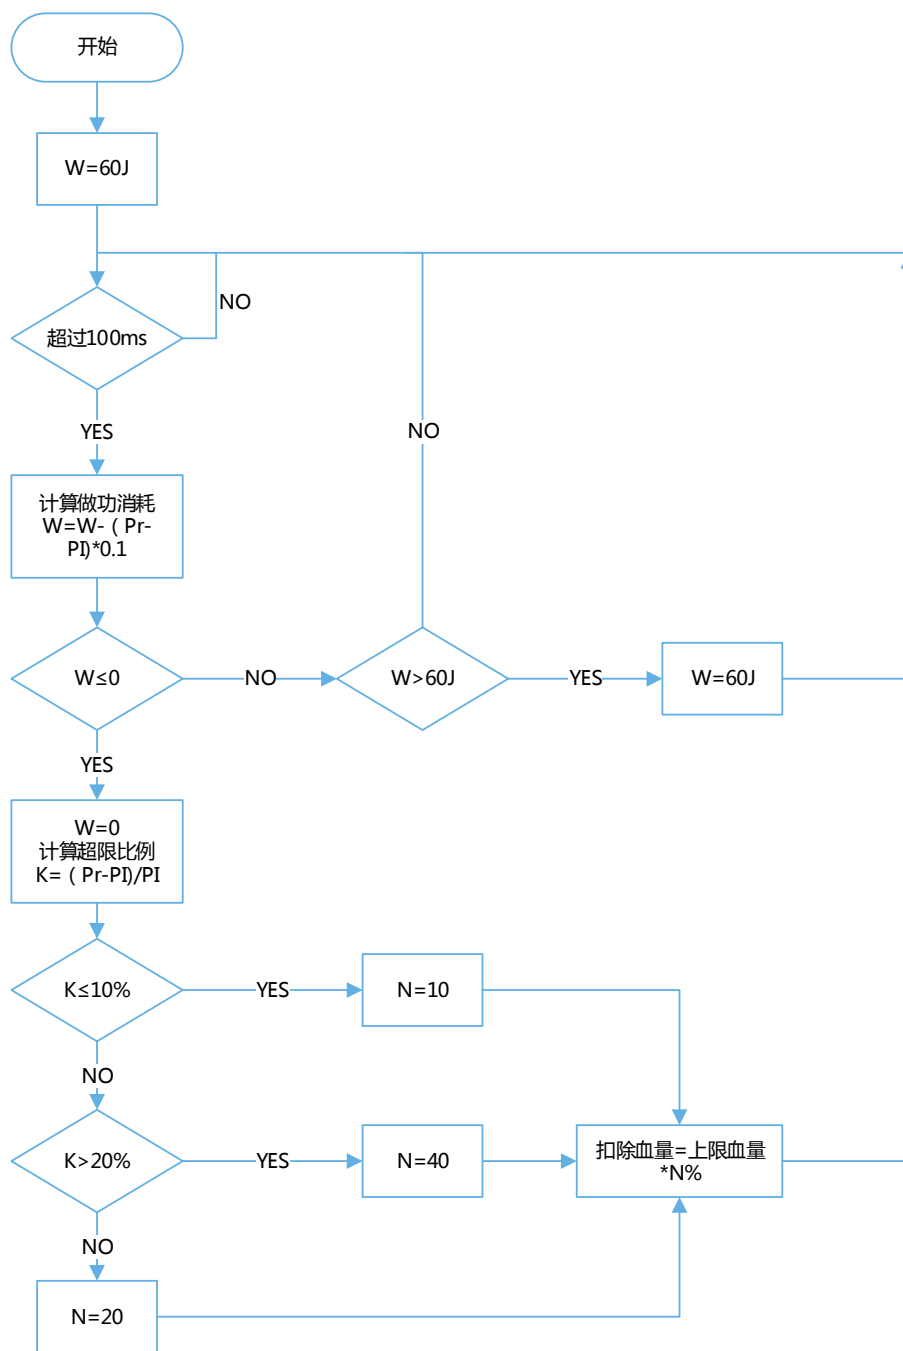 开始
W=60J
NO
超过100ms
YES
NO
计算做功消耗
W=W-（Pr-
PI)*0.1
W≤0
NO
W>60J
YES
W=60J
YES
W=0
计算超限比例
K=（Pr-PI)/PI
K≤10%
YES
N=10
NO
K>20%
YES
N=40
扣除血量=上限血量
*N%
NO
N=20